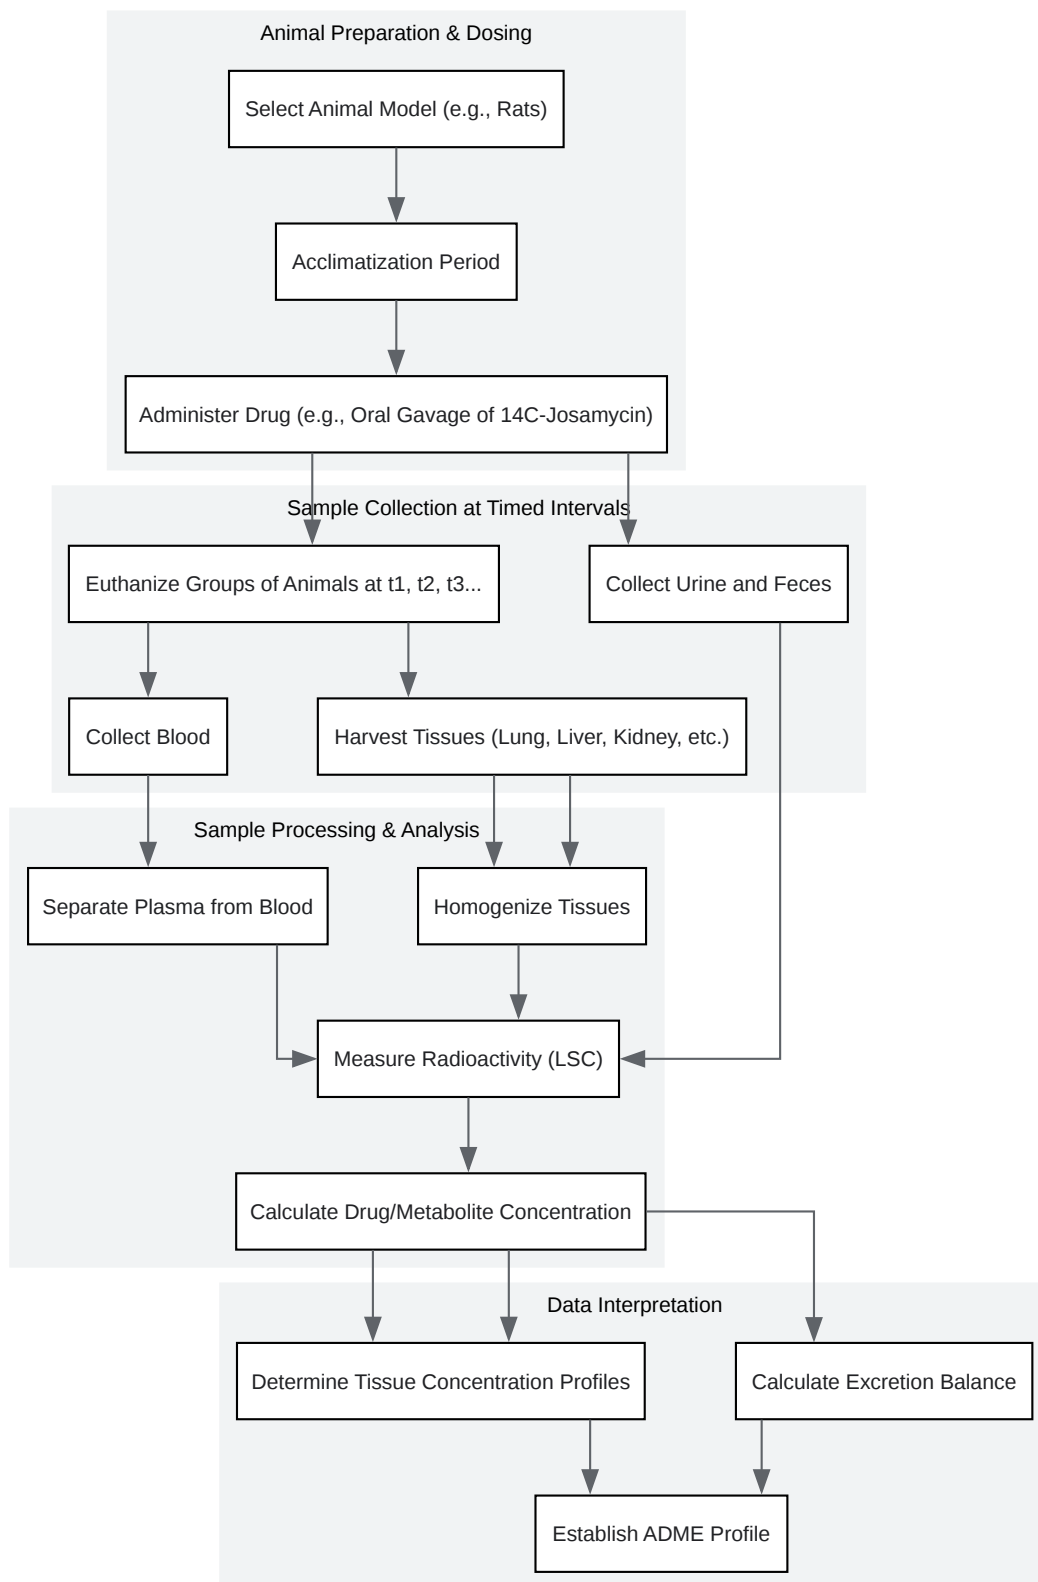 Animal Preparation & Dosing
Select Animal Model (e.g., Rats)
Acclimatization Period
Administer Drug (e.g., Oral Gavage of 14C-Josamycin)
Sample Collection at Timed Intervals
Euthanize Groups of Animals at t1, t2, t3...
Collect Urine and Feces
Collect Blood
Harvest Tissues (Lung, Liver, Kidney, etc.)
Sample Processing & Analysis
Separate Plasma from Blood
Homogenize Tissues
Measure Radioactivity (LSC)
Calculate Drug/Metabolite Concentration
Data Interpretation
Determine Tissue Concentration Profiles
Calculate Excretion Balance
Establish ADME Profile